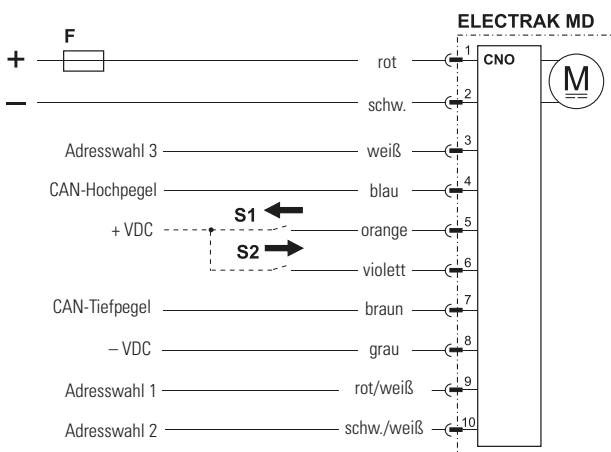 ELECTRAK MD
F
+ rot 1 CNO M
– schw. 2
Adresswahl 3 weiß 3
CAN-Hochpegel blau 4
S1
+ VDC orange 5
S2
violett 6
CAN-Tiefpegel braun 7
– VDC grau 8
Adresswahl 1 rot/weiß 9
Adresswahl 2 schw./weiß 10